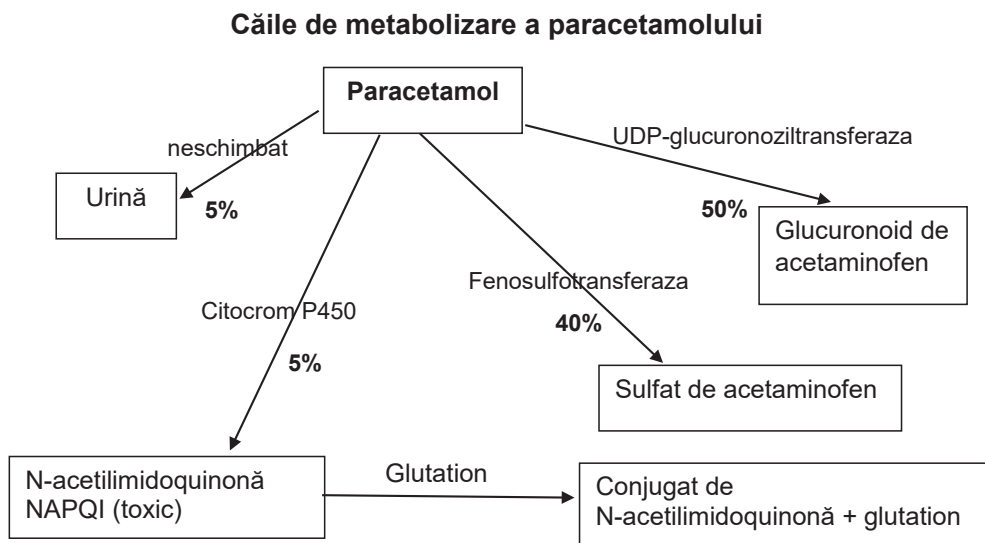 Căile de metabolizare a paracetamolului
Paracetamol
UDP-glucuronoziltransferaza
neschimbat
Urină
5%
50%
Glucuronoid de
acetaminofen
Fenosulfotransferaza
Citocrom P450
40%
5%
Sulfat de acetaminofen
N-acetilimidoquinonă
NAPQI (toxic)
Glutation
Conjugat de
N-acetilimidoquinonă + glutation